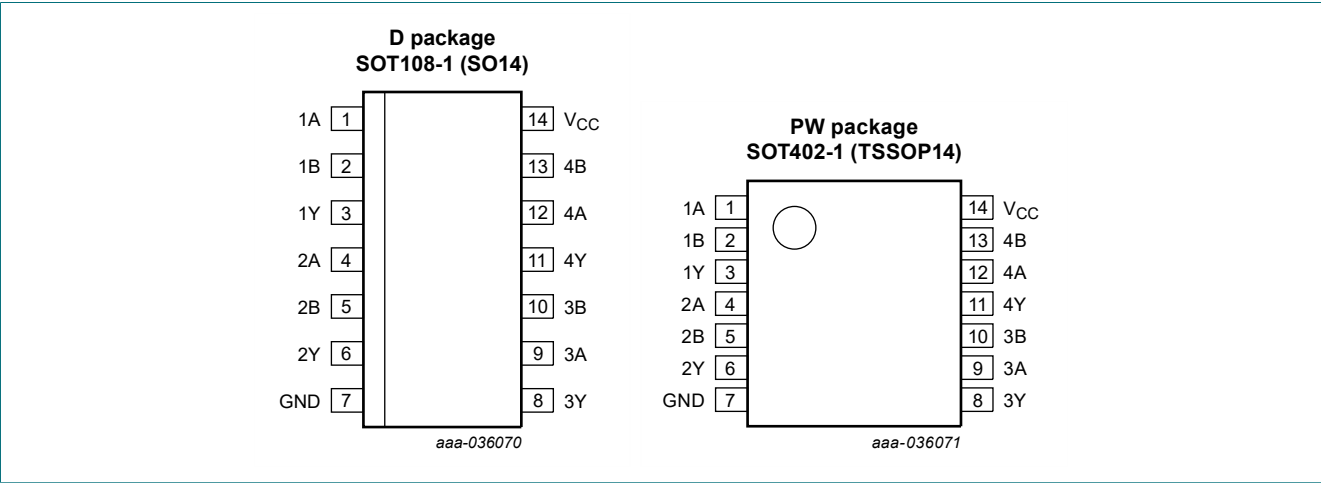 D package
SOT108-1 (SO14)
1A 1 14 VCC
1B 2 13 4B
1Y 3 12 4A
2A 4 11 4Y
2B 5 10 3B
2Y 6 9 3A
GND 7 8 3Y
aaa-036070
PW package
SOT402-1 (TSSOP14)
1A 1 14 VCC
1B 2 13 4B
1Y 3 12 4A
2A 4 11 4Y
2B 5 10 3B
2Y 6 9 3A
GND 7 8 3Y
aaa-036071